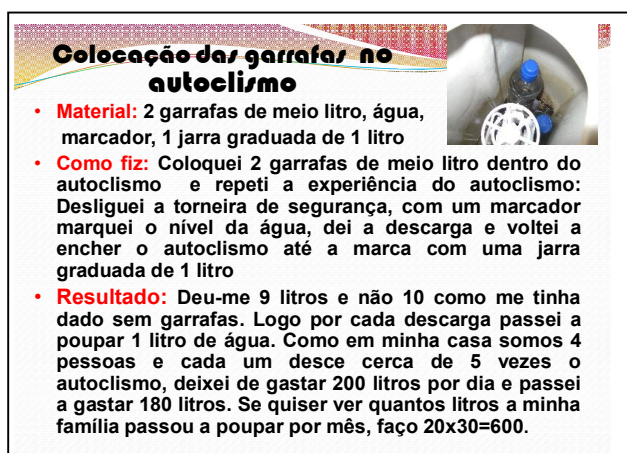 Colocação das garrafas no
autoclismo
• Material: 2 garrafas de meio litro, água,
marcador, 1 jarra graduada de 1 litro
• Como fiz: Coloquei 2 garrafas de meio litro dentro do
autoclismo e repeti a experiência do autoclismo:
Desliguei a torneira de segurança, com um marcador
marquei o nível da água, dei a descarga e voltei a
encher o autoclismo até a marca com uma jarra
graduada de 1 litro
• Resultado: Deu-me 9 litros e não 10 como me tinha
dado sem garrafas. Logo por cada descarga passei a
poupar 1 litro de água. Como em minha casa somos 4
pessoas e cada um desce cerca de 5 vezes o
autoclismo, deixei de gastar 200 litros por dia e passei
a gastar 180 litros. Se quiser ver quantos litros a minha
família passou a poupar por mês, faço 20x30=600.